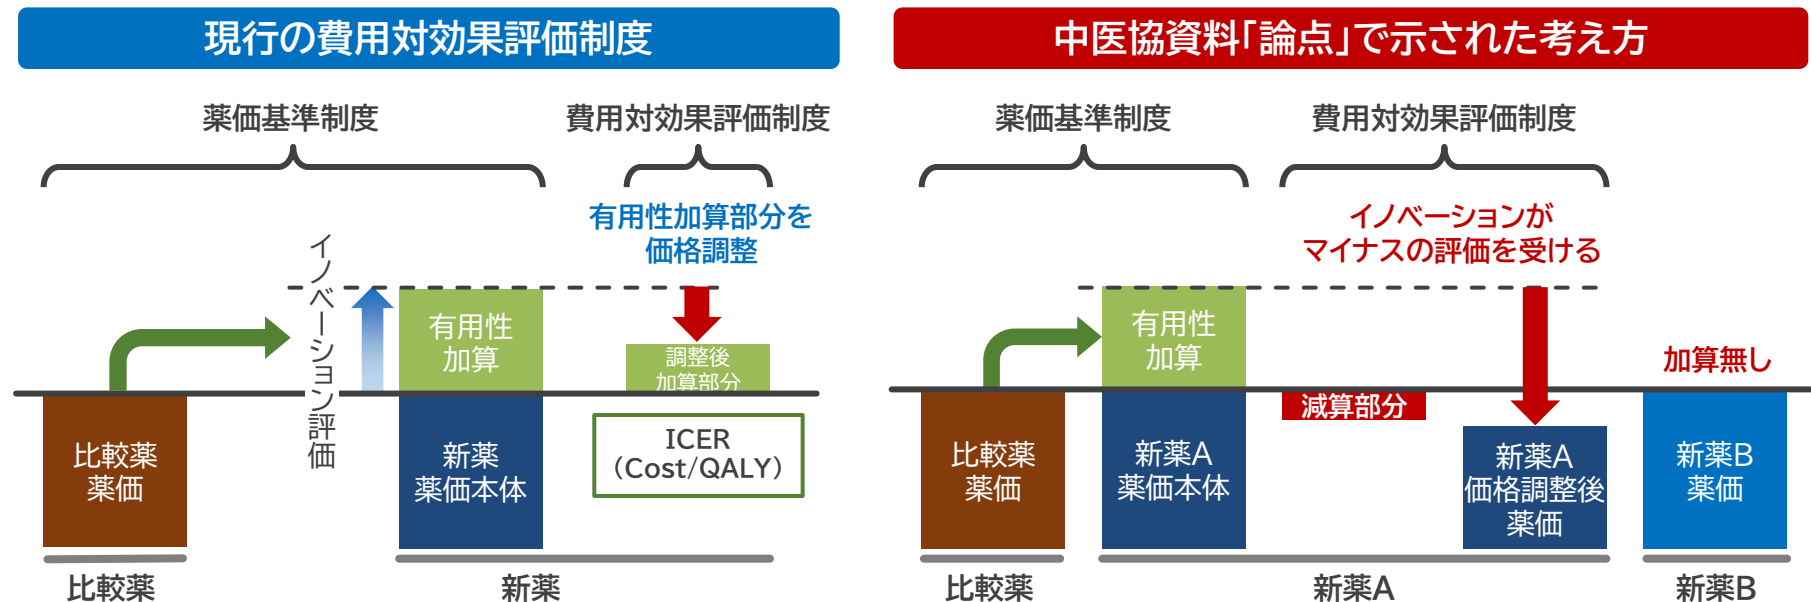 現行の費用対効果評価制度
薬価基準制度
費用対効果評価制度
有用性加算部分を
価格調整
イノベーション評価
有用性
加算
調整後
加算部分
比較薬
薬価
新薬
薬価本体
ICER
（Cost/QALY）
比較薬
新薬
中医協資料「論点」で示された考え方
薬価基準制度
費用対効果評価制度
イノベーションが
マイナスの評価を受ける
有用性
加算
加算無し
減算部分
比較薬
薬価
新薬A
薬価本体
新薬A
価格調整後
薬価
新薬B
薬価
比較薬
新薬A
新薬B